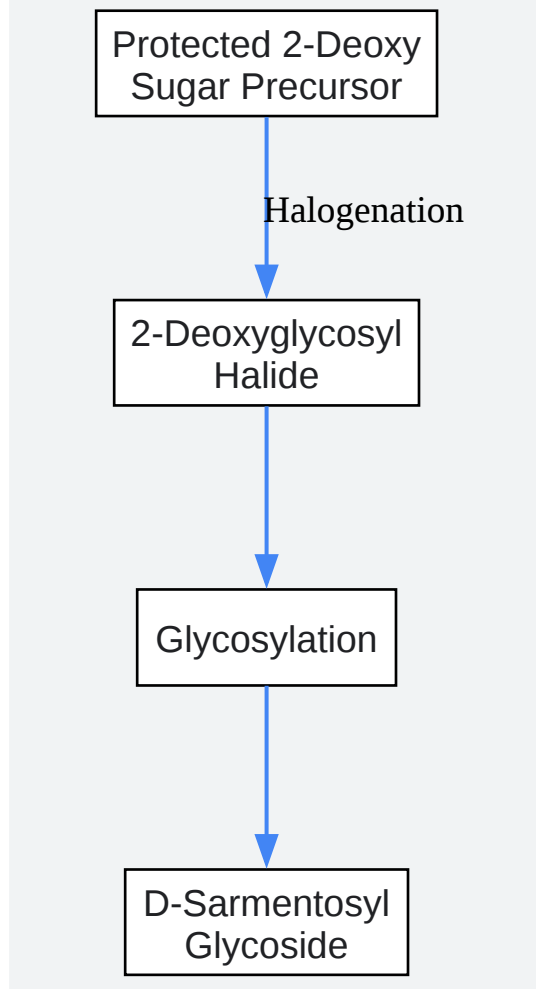 Protected 2-Deoxy
Sugar Precursor
Halogenation
2-Deoxyglycosyl
Halide
Glycosylation
D-Sarmentosyl
Glycoside